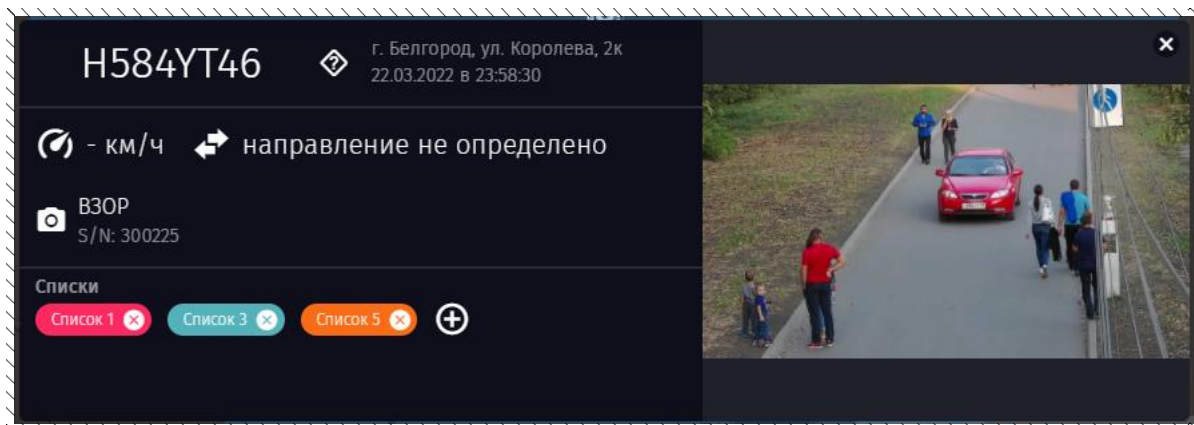 H584YT46
г. Белгород, ул. Королева, 2к
22.03.2022 в 23:58:30
- км/ч
направление не определено
ВЗОР
S/N: 300225
Списки
Список 1
Список 3
Список 5